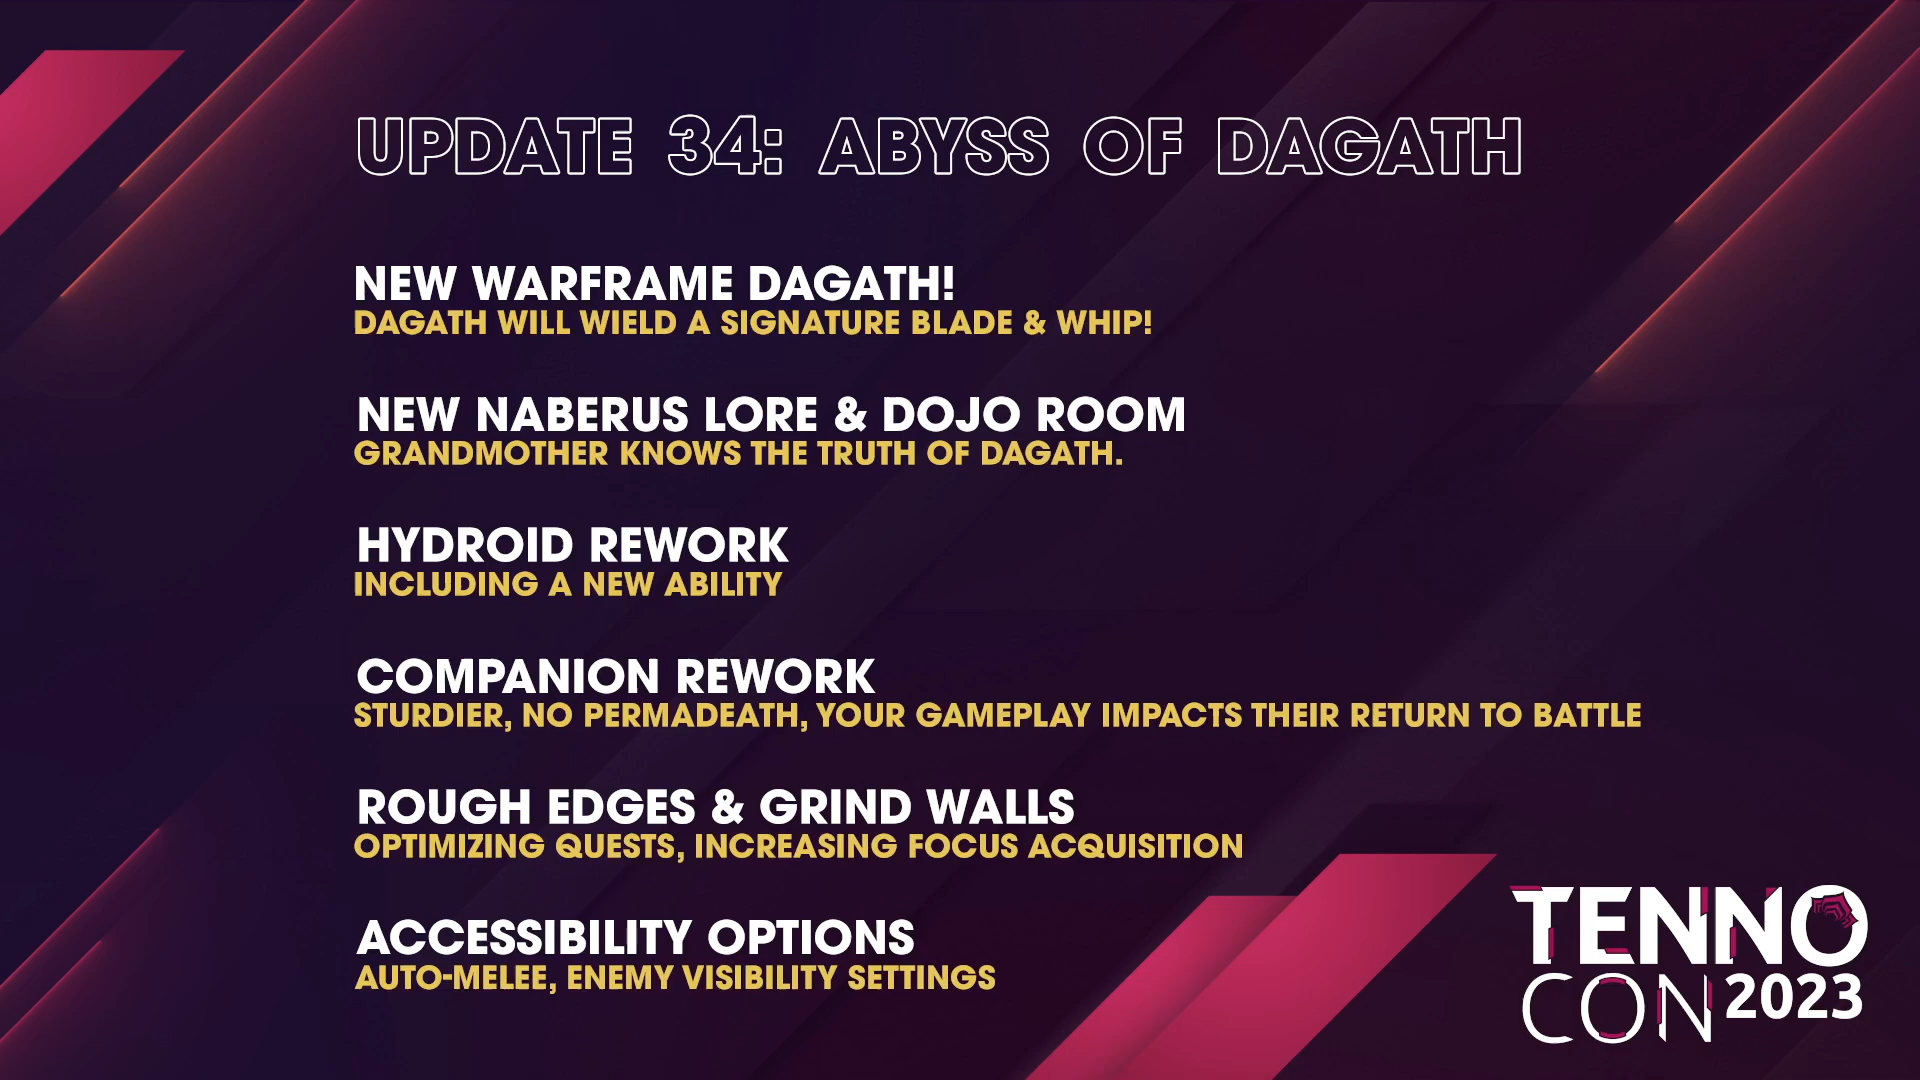 UPDATE 34: ABYSS OF DAGATH
NEW WARFRAME DAGATH!
DAGATH WILL WIELD A SIGNATURE BLADE & WHIP!
NEW NABERUS LORE & DOJO ROOM
GRANDMOTHER KNOWS THE TRUTH OF DAGATH.
HYDROID REWORK
INCLUDING A NEW ABILITY
COMPANION REWORK
STURDIER, NO PERMADEATH, YOUR GAMEPLAY IMPACTS THEIR RETURN TO BATTLE
ROUGH EDGES & GRIND WALLS
OPTIMIZING QUESTS, INCREASING FOCUS ACQUISITION
ACCESSIBILITY OPTIONS
AUTO-MELEE, ENEMY VISIBILITY SETTINGS
TENNO
CON 2023